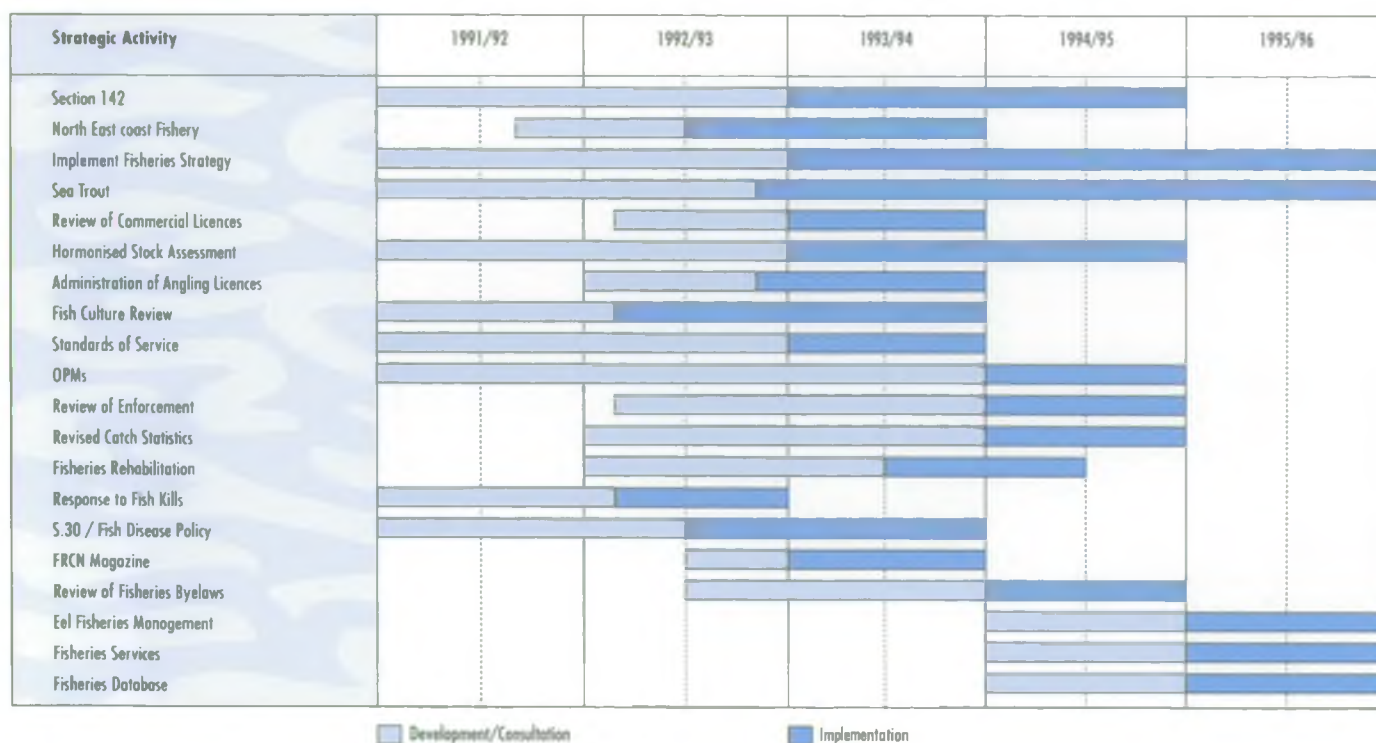 Strategic Activity 1991/92 1992/93 1993/94 1994/95 1995/96
Section 142
North East coast Fishery
Implement Fisheries Strategy
Sea Trout
Review of Commercial Licences
Hormonised Stock Assessment
Administration of Angling Licences
Fish Culture Review
Standards of Service
OPMs
Review of Enforcement
Revised Catch Statistics
Fisheries Rehabilitation
Response to Fish Kills
S.30 / Fish Disease Policy
FRCN Magazine
Review of Fisheries Byelaws
Eel Fisheries Monogement
Fisheries Services
Fisheries Database
Development/Consultation Implementation